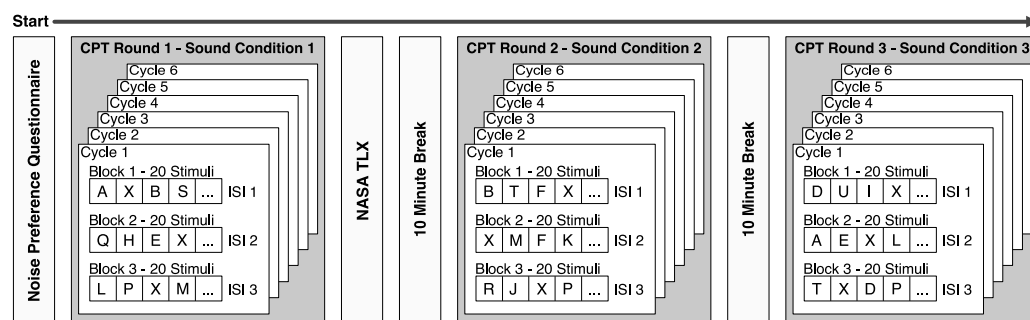 Start
Noise Preference Questionnaire
CPT Round 1 - Sound Condition 1
Cycle 6
Cycle 5
Cycle 4
Cycle 3
Cycle 2
Cycle 1
Block 1 - 20 Stimuli
A X B S ... ISI 1
Block 2 - 20 Stimuli
Q H E X ... ISI 2
Block 3 - 20 Stimuli
L P X M ... ISI 3
NASA TLX
10 Minute Break
CPT Round 2 - Sound Condition 2
Cycle 6
Cycle 5
Cycle 4
Cycle 3
Cycle 2
Cycle 1
Block 1 - 20 Stimuli
B T F X ... ISI 1
Block 2 - 20 Stimuli
X M F K ... ISI 2
Block 3 - 20 Stimuli
R J X P ... ISI 3
10 Minute Break
CPT Round 3 - Sound Condition 3
Cycle 6
Cycle 5
Cycle 4
Cycle 3
Cycle 2
Cycle 1
Block 1 - 20 Stimuli
D U I X ... ISI 1
Block 2 - 20 Stimuli
A E X L ... ISI 2
Block 3 - 20 Stimuli
T X D P ... ISI 3